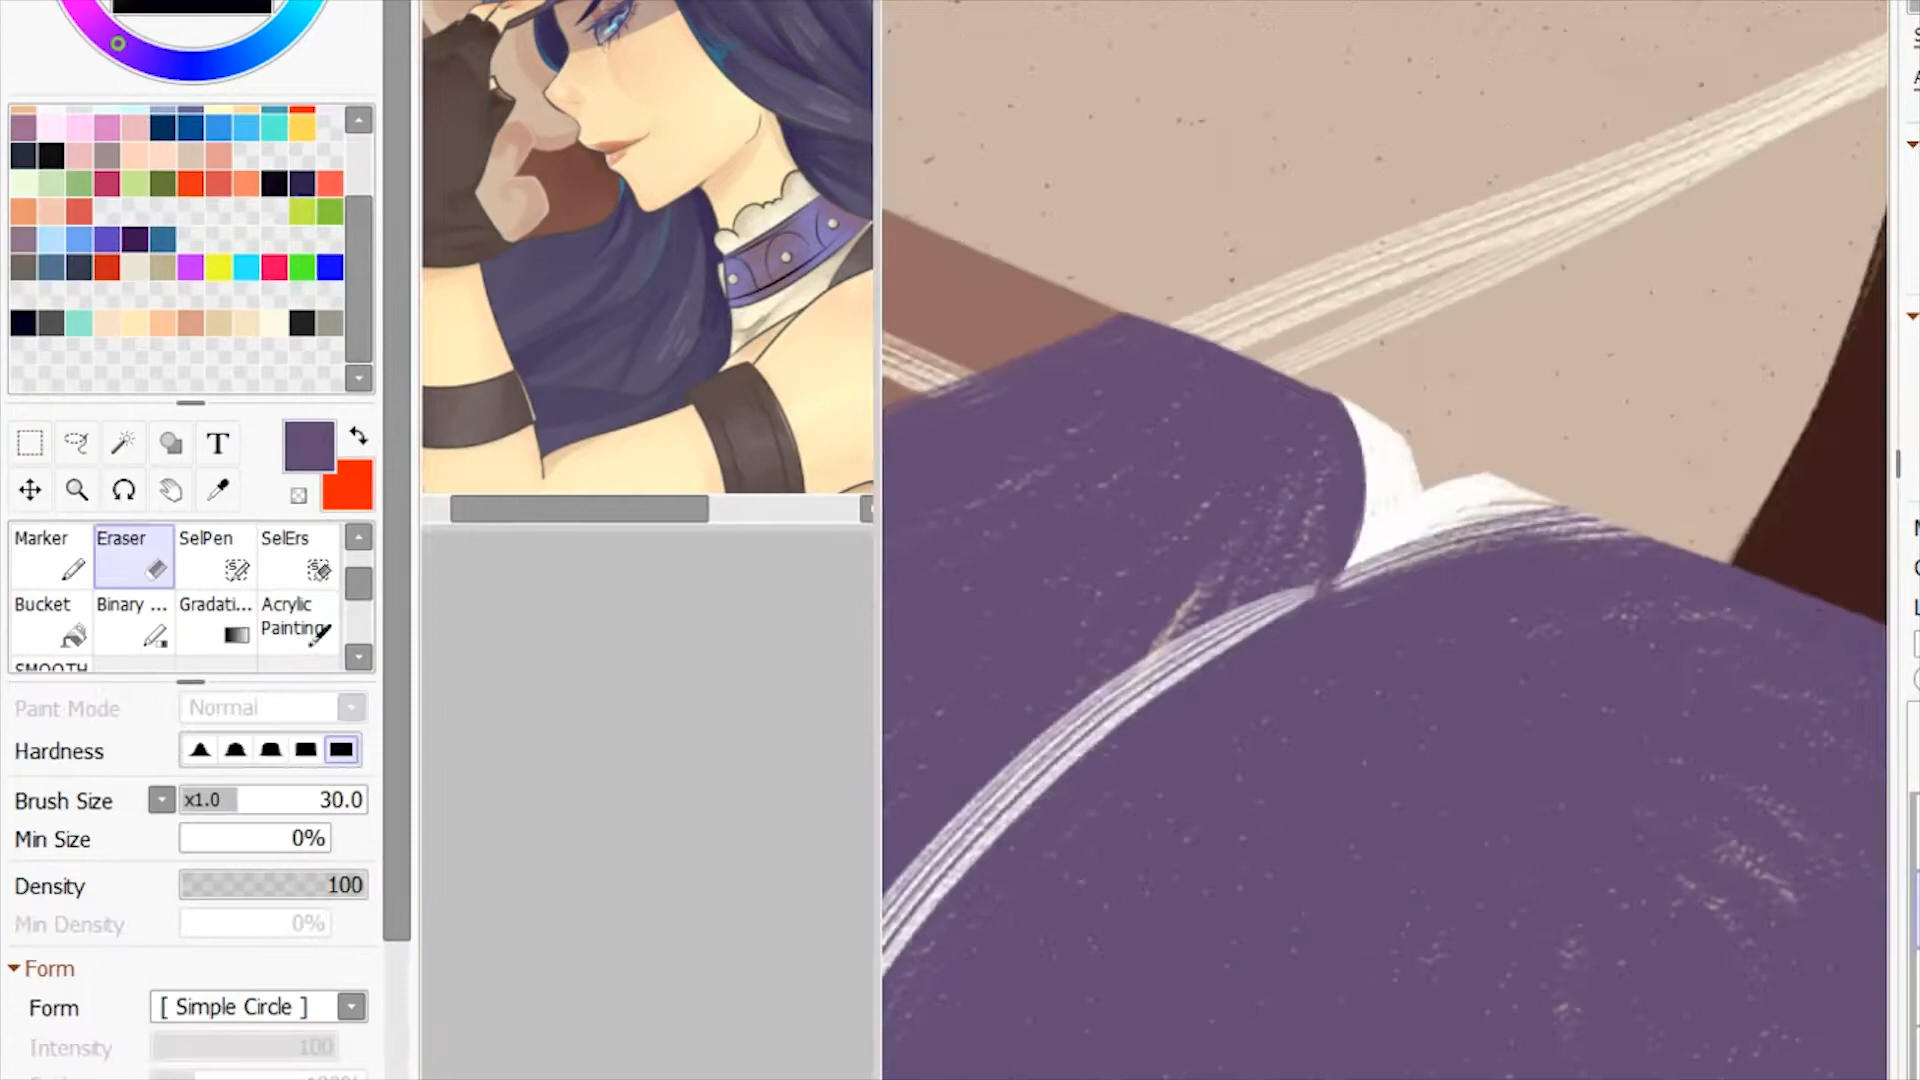 T
Marker
Eraser
SelPen
SelErs
Bucket
Binary ...
Gradati...
Acrylic
Painting
SMOOTH
Paint Mode
Normal
Hardness
Brush Size
x1.0
30.0
Min Size
0%
Density
100
Min Density
0%
Form
Form
[ Simple Circle ]
Intensity
100